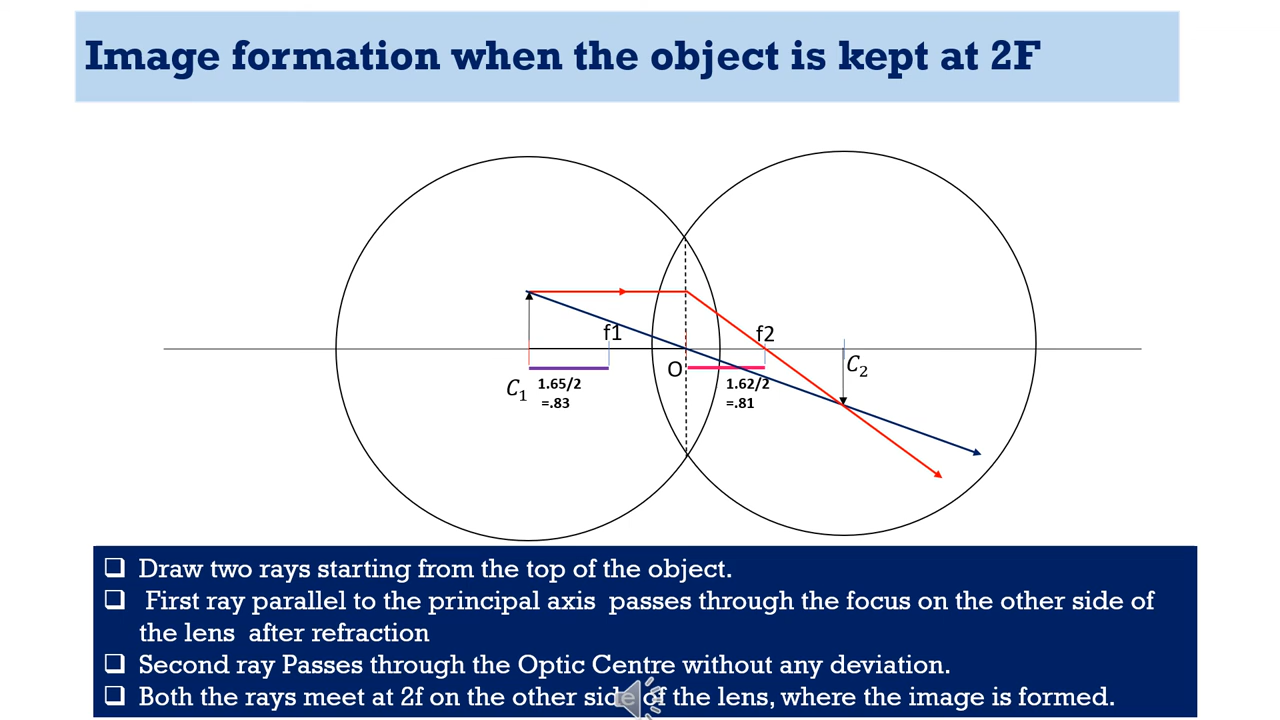 Image formation when the object is kept at 2F
f1
f2
O
C₁
1.65/2
=.83
1.62/2
=.81
C₂
❑ Draw two rays starting from the top of the object.
❑ First ray parallel to the principal axis passes through the focus on the other side of
the lens after refraction
❑ Second ray Passes through the Optic Centre without any deviation.
❑ Both the rays meet at 2f on the other side of the lens, where the image is formed.